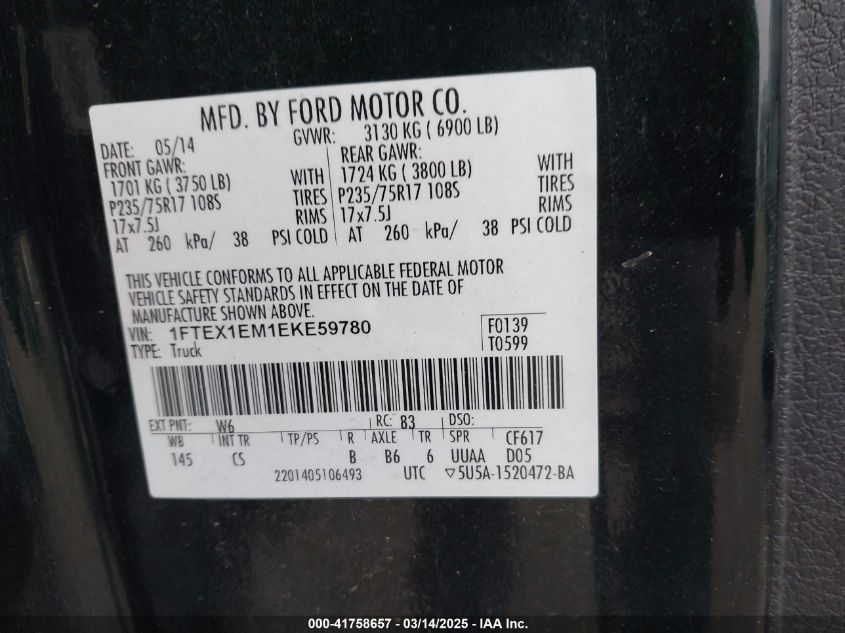 MFD. BY FORD MOTOR CO.
DATE: 05/14 GVWR: 3130 KG ( 6900 LB)
FRONT GAWR: REAR GAWR:
1701 KG ( 3750 LB) WITH 1724 KG ( 3800 LB) WITH
P235/75R17 108S TIRES P235/75R17 108S TIRES
17x7.5J RIMS 17x7.5J RIMS
AT 260 kPa/ 38 PSI COLD AT 260 kPa/ 38 PSI COLD
THIS VEHICLE CONFORMS TO ALL APPLICABLE FEDERAL MOTOR
VEHICLE SAFETY STANDARDS IN EFFECT ON THE DATE OF
MANUFACTURE SHOWN ABOVE.
VIN: 1FTEX1EM1EKE59780 F0139
TYPE: Truck T0599
EXT PNT: W6 RC: 83 DSO:
WB INT TR TP/PS R AXLE TR SPR CF617
145 CS B B6 6 UUAA D05
2201405106493 UTC ▽5U5A-1520472-BA
000-41758657 - 03/14/2025 - IAA Inc.